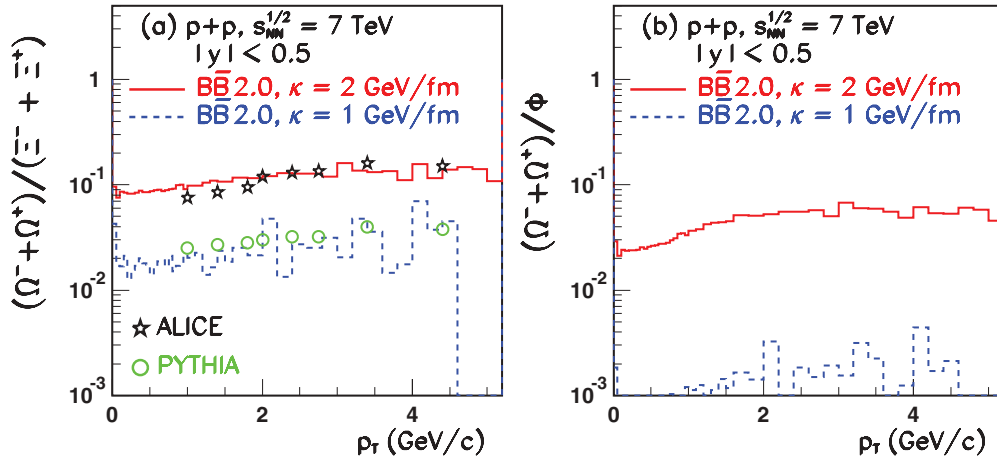 (a) p+p, s_NN^1/2 = 7 TeV
| y | < 0.5
BB̅ 2.0, κ = 2 GeV/fm
BB̅ 2.0, κ = 1 GeV/fm
(Ω⁻+Ω̅⁺)/(Ξ⁻ + Ξ̅⁺)
1
10⁻¹
10⁻²
10⁻³
ALICE
PYTHIA
0
2
4
p_T (GeV/c)
(b) p+p, s_NN^1/2 = 7 TeV
| y | < 0.5
BB̅ 2.0, κ = 2 GeV/fm
BB̅ 2.0, κ = 1 GeV/fm
(Ω⁻ + Ω̅⁺)/Φ
1
10⁻¹
10⁻²
10⁻³
0
2
4
p_T (GeV/c)